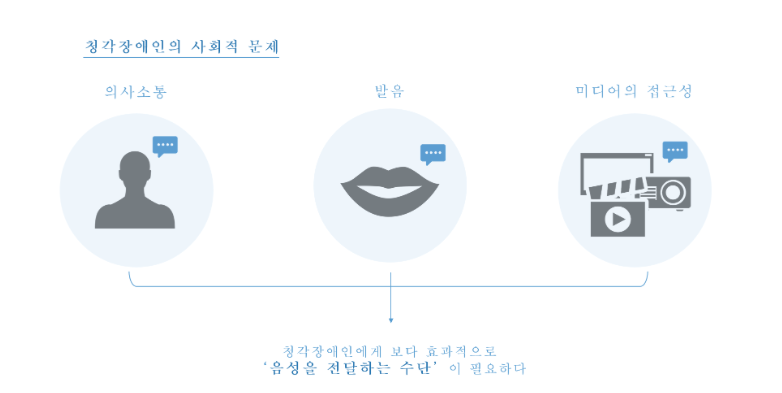 청각장애인의 사회적 문제
의사소통
발음
미디어의 접근성
청각장애인에게 보다 효과적으로
‘음성을 전달하는 수단’ 이 필요하다